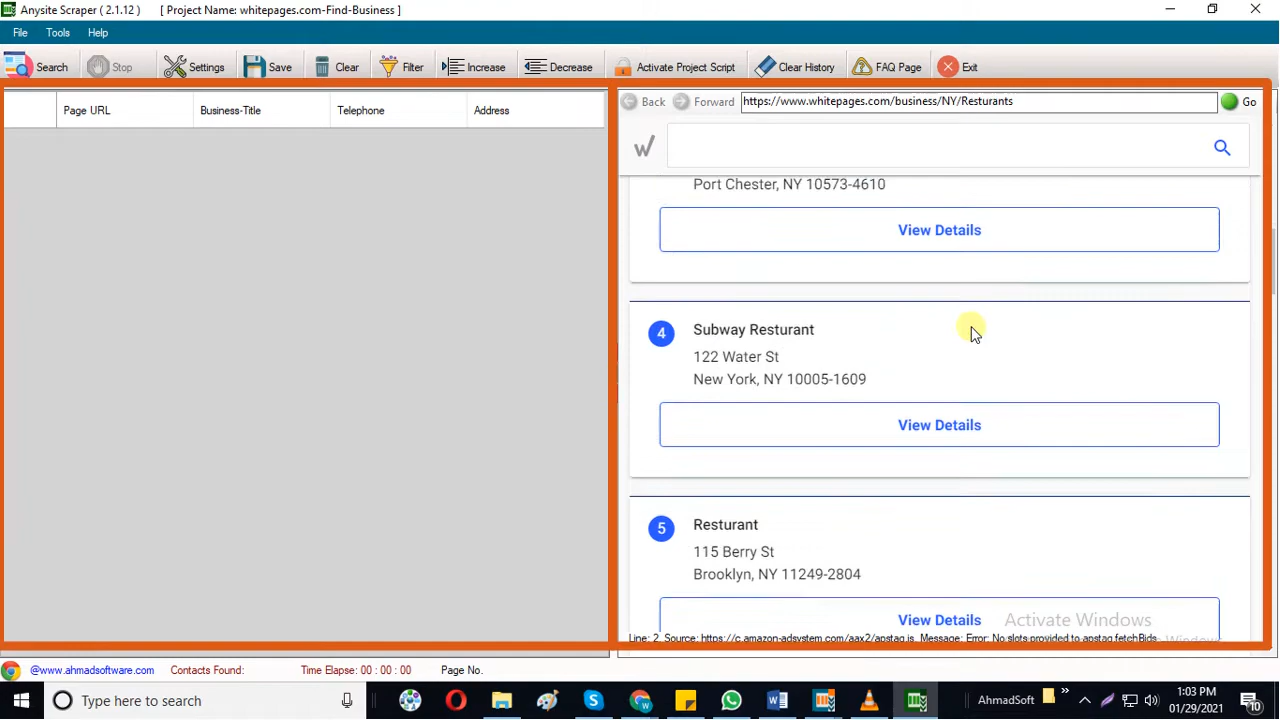 Anysite Scraper ( 2.1.12 ) [ Project Name: whitepages.com-Find-Business ]
File Tools Help
Search Stop Settings Save Clear Filter Increase Decrease Activate Project Script Clear History FAQ Page Exit
Page URL Business-Title Telephone Address
Back Forward https://www.whitepages.com/business/NY/Resturants Go
Port Chester, NY 10573-4610
View Details
4 Subway Resturant
122 Water St
New York, NY 10005-1609
View Details
5 Resturant
115 Berry St
Brooklyn, NY 11249-2804
View Details
Activate Windows
Line: 2 Source: https://c.amazon-adsystem.com/aax2/apstag.js, Message: Error: No slots provided to apstag.fetchBids
@www.ahmadsoftware.com Contacts Found: Time Elapse: 00 : 00 : 00 Page No.
Type here to search
AhmadSoft
1:03 PM
01/29/2021
10